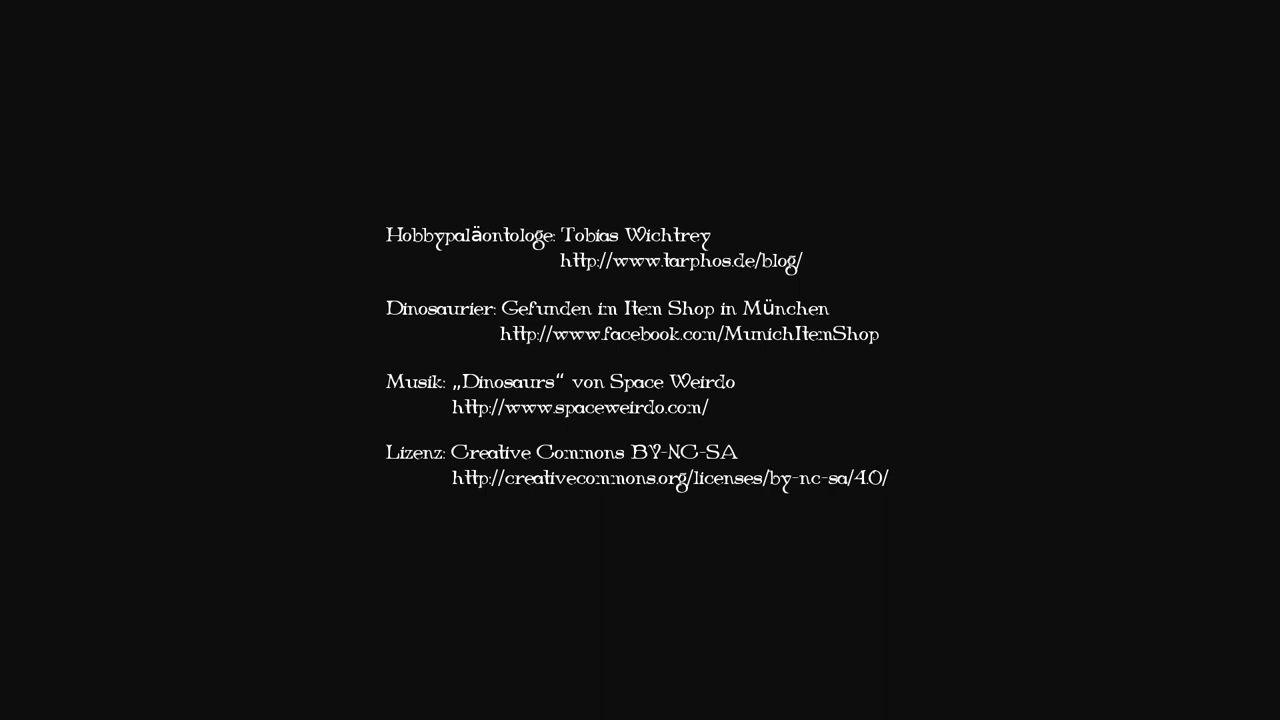 Hobbypaläontologe: Tobias Wichtrey
http://www.tarphos.de/blog/
Dinosaurier: Gefunden im Item Shop in München
http://www.facebook.com/MunichItemShop
Musik: „Dinosaurs“ von Space Weirdo
http://www.spaceweirdo.com/
Lizenz: Creative Commons BY-NC-SA
http://creativecommons.org/licenses/by-nc-sa/4.0/